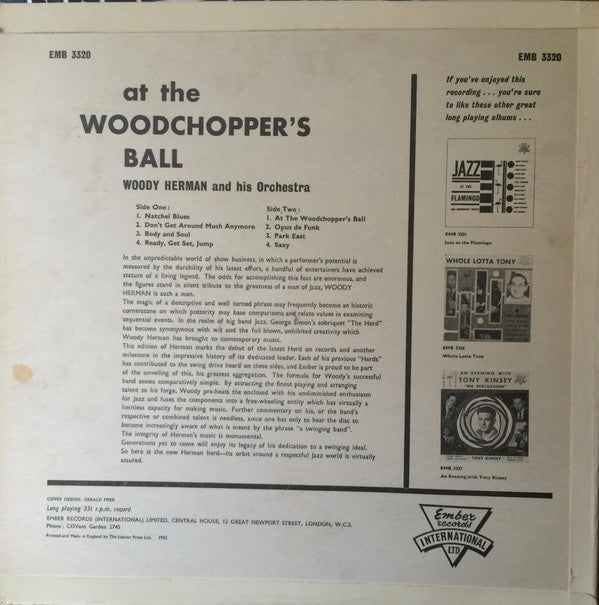 EMB 3320
EMB 3320
at the
WOODCHOPPER'S
BALL
WOODY HERMAN and his Orchestra
Side One :
1. Natchel Blues
2. Don't Get Around Much Anymore
3. Body and Soul
4. Ready, Get Set, Jump
Side Two :
1. At The Woodchopper's Ball
2. Opus de Funk
3. Park East
4. Saxy
In the unpredictable world of show business, in which a performer's potential is
measured by the durability of his latest effort, a handful of entertainers have achieved
stature of a living legend. The odds for accomplishing this feat are enormous, and
the figures stand in silent tribute to the greatness of a man of Jazz, WOODY
HERMAN is such a man.
The magic of a descriptive and well turned phrase may frequently become an historic
cornerstone on which posterity may base comparisons and relate values in examining
sequential events. In the realm of big band Jazz, George Simon's sobriquet "The Herd"
has become synonymous with wit and the full blown, unhibited creativity which
Woody Herman has brought to contemporary music.
This edition of Herman marks the debut of the latest Herd on records and another
milestone in the impressive history of its dedicated leader. Each of his previous "Herds"
has contributed to the swing drive heard on these sides, and Ember is proud to be part
of the unveiling of this, his greatest aggregation. The formula for Woody's successful
band seems comparatively simple. By attracting the finest playing and arranging
talent to his forge, Woody pre-heats the enclosed with his undiminished enthusiasm
for Jazz and fuses the components into a free-wheeling entity which has virtually a
limitless capacity for making music. Further commentary on his, or the band's
respective or combined talent is needless, since one has only to hear the disc to
become increasingly aware of what is meant by the phrase "a swinging band".
The integrity of Herman's music is monumental.
Generations yet to come will enjoy its legacy of his dedication to a swinging ideal.
So here is the new Herman herd—its orbit around a respectful Jazz world is virtually
assured.
If you've enjoyed this
recording . . . you're sure
to like these other great
long playing albums . . .
JAZZ
AT THE
FLAMINGO
EMB 3321
Jazz at the Flamingo
WHOLE LOTTA TONY
EMB 3326
Whole Lotta Tony
AN EVENING WITH
TONY KINSEY
"MR PERCUSSION"
TONY KINSEY
EMB 3337
An Evening with Tony Kinsey
COVER DESIGN: GERALD PIPER
Long playing 33⅓ r.p.m. record
EMBER RECORDS (INTERNATIONAL) LIMITED, CENTRAL HOUSE, 12 GREAT NEWPORT STREET, LONDON, W.C.2.
Phone : COVent Garden 2745
Printed and Made in England by The Jupiter Press Ltd. 1962
Ember
records
INTERNATIONAL
LTD